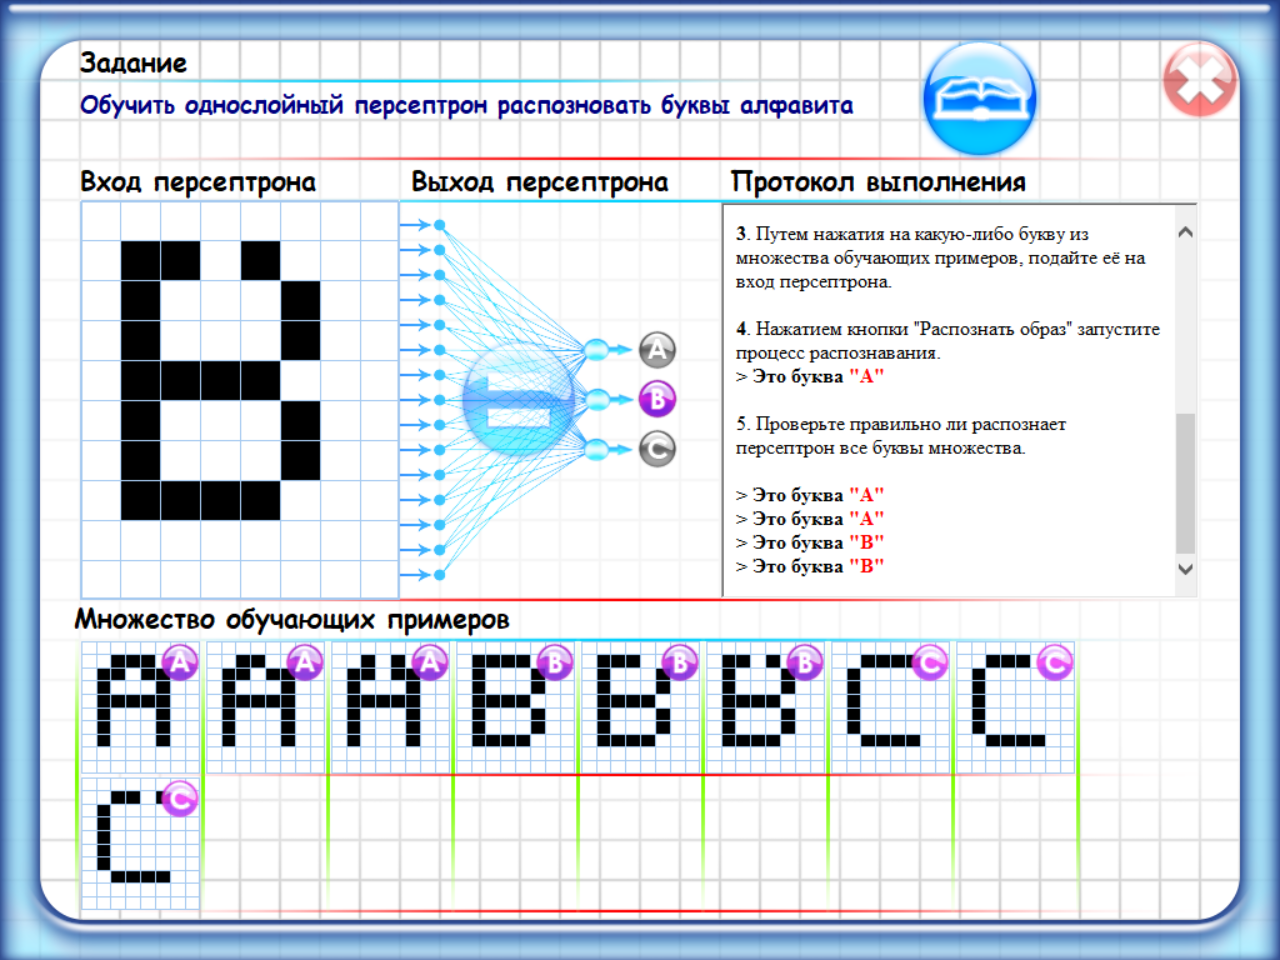 Задание
Обучить однослойный персептрон распозновать буквы алфавита
Вход персептрона
Выход персептрона
Протокол выполнения
A
B
C
3. Путем нажатия на какую-либо букву из
множества обучающих примеров, подайте её на
вход персептрона.
4. Нажатием кнопки "Распознать образ" запустите
процесс распознавания.
> Это буква "A"
5. Проверьте правильно ли распознает
персептрон все буквы множества.
> Это буква "A"
> Это буква "A"
> Это буква "B"
> Это буква "B"
Множество обучающих примеров
A A A B B B C C
C